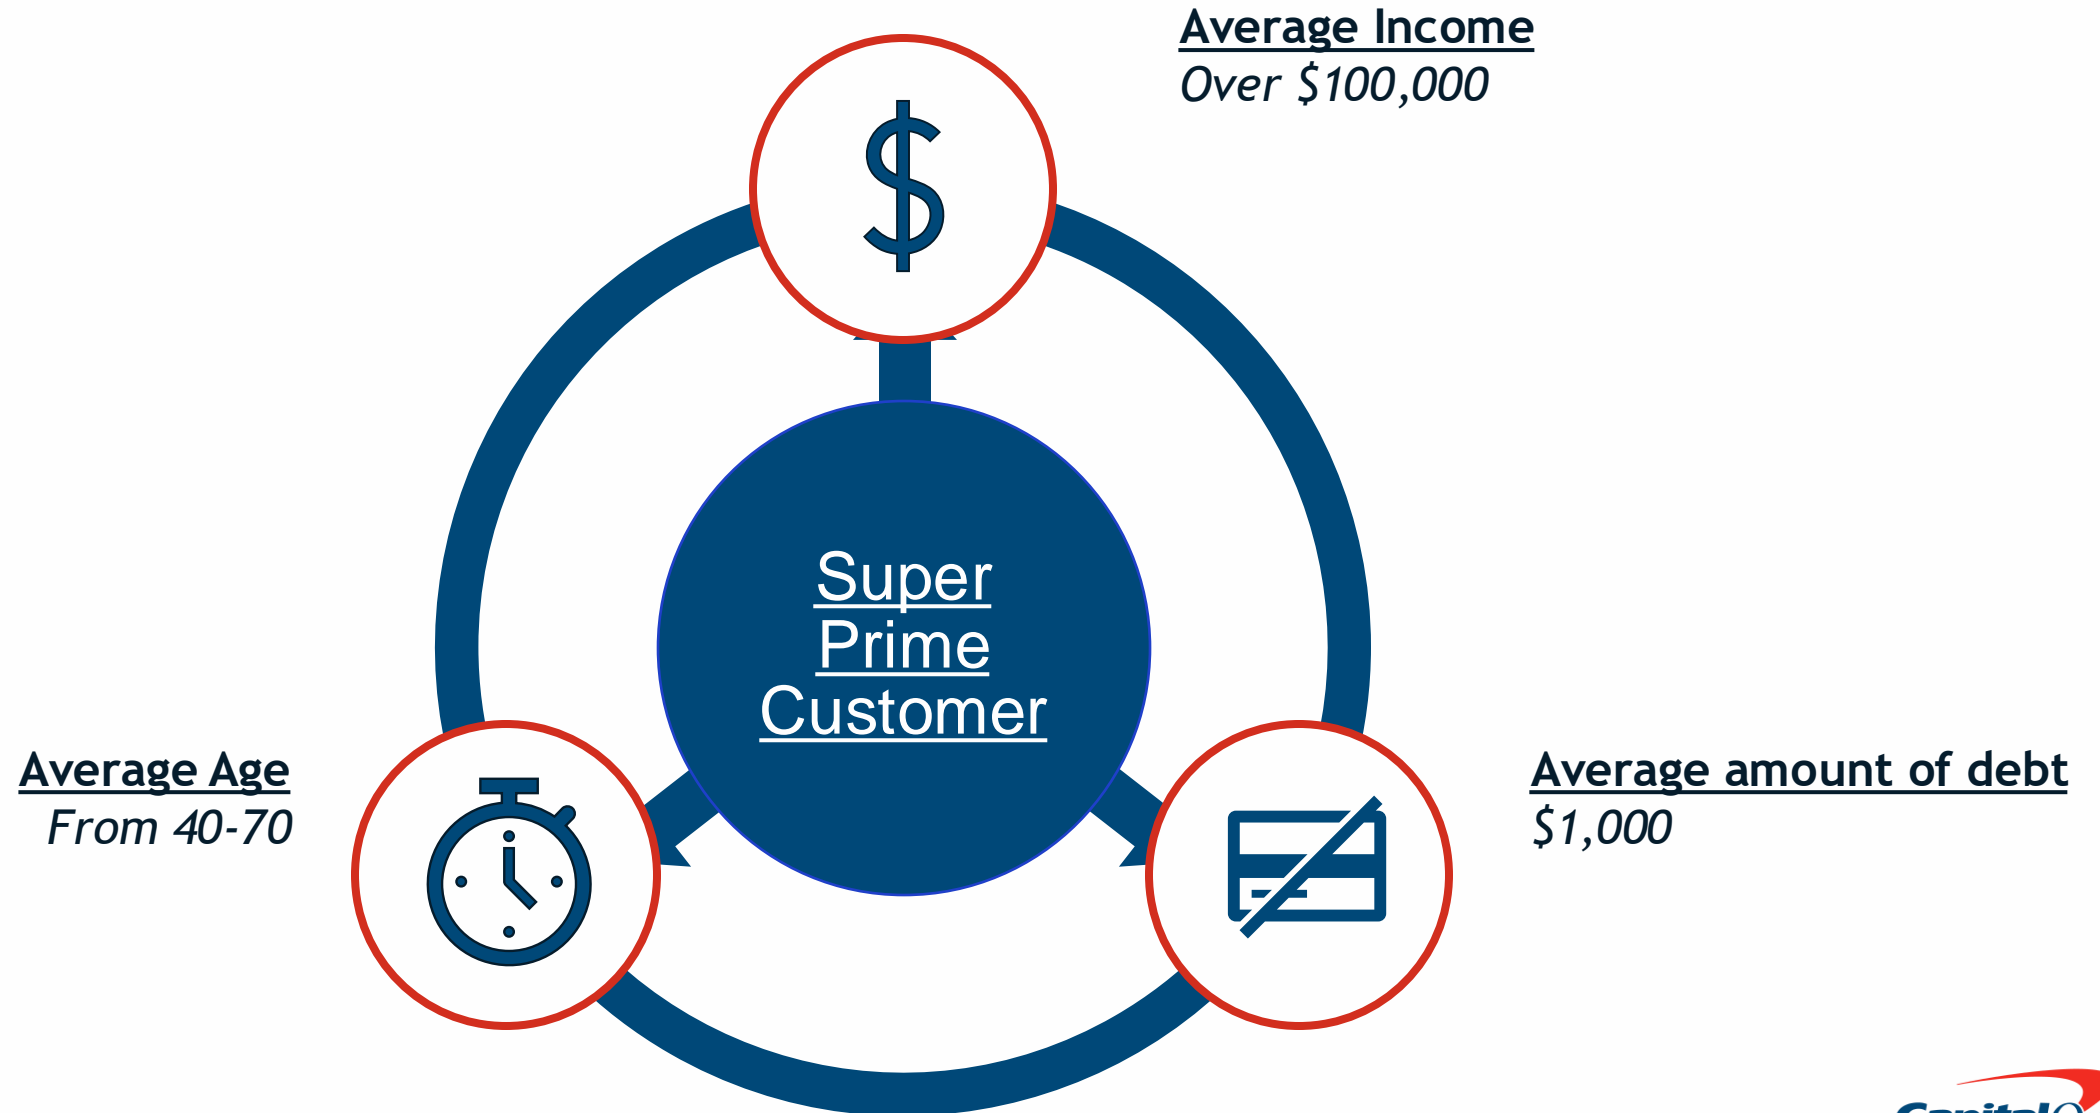 Average Income
Over $100,000
Super
Prime
Customer
Average Age
From 40-70
Average amount of debt
$1,000